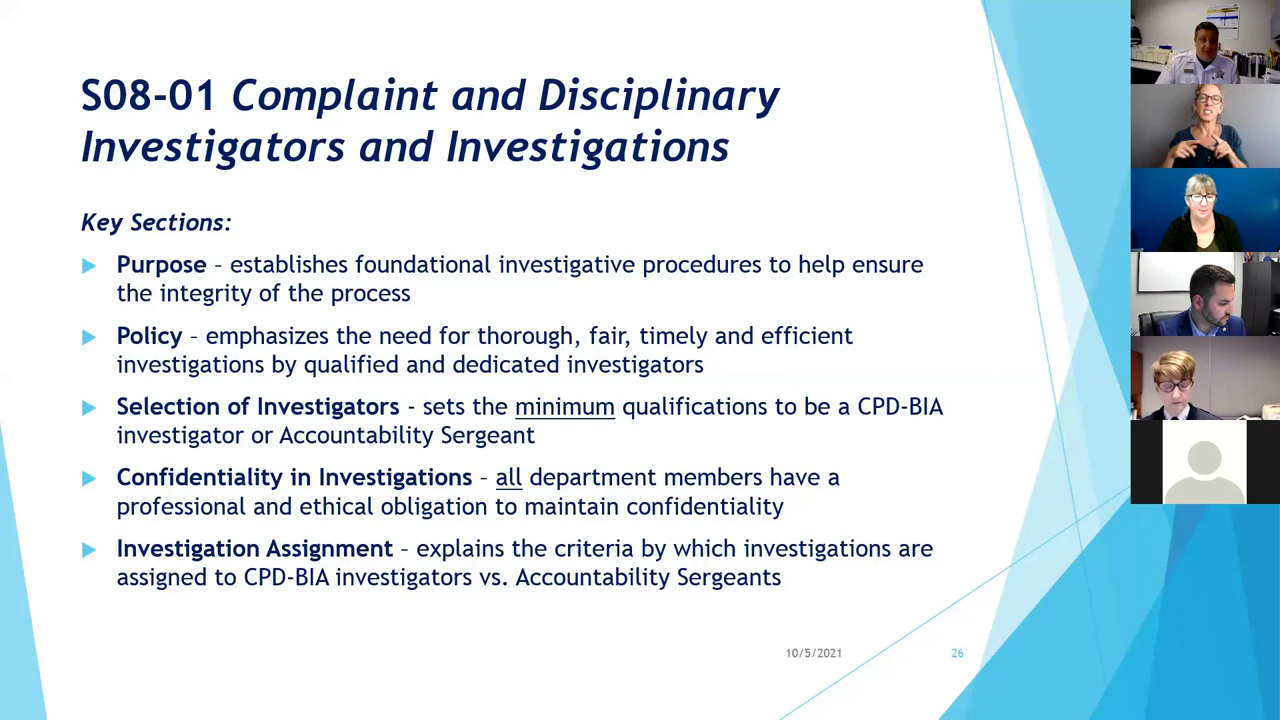 S08-01 Complaint and Disciplinary
Investigators and Investigations
Key Sections:
Purpose – establishes foundational investigative procedures to help ensure
the integrity of the process
Policy – emphasizes the need for thorough, fair, timely and efficient
investigations by qualified and dedicated investigators
Selection of Investigators - sets the minimum qualifications to be a CPD-BIA
investigator or Accountability Sergeant
Confidentiality in Investigations – all department members have a
professional and ethical obligation to maintain confidentiality
Investigation Assignment – explains the criteria by which investigations are
assigned to CPD-BIA investigators vs. Accountability Sergeants
10/5/2021
26